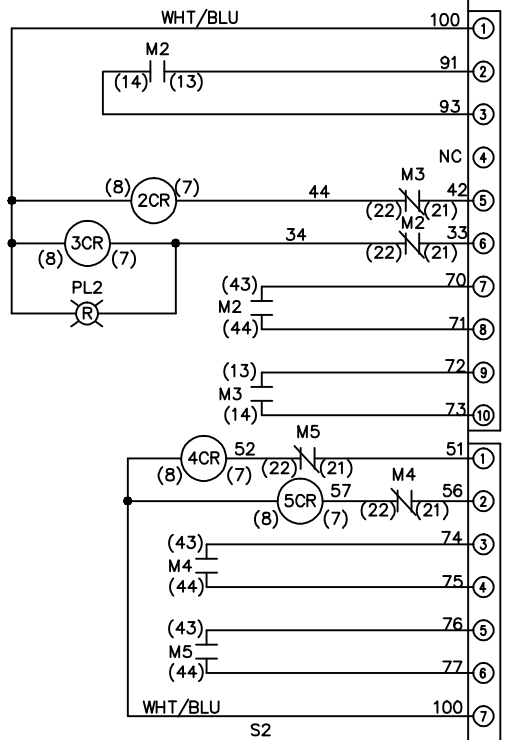 WHT/BLU 100 1
M2 91 2
(14) (13)
93 3
NC 4
M3
(8) 2CR (7) 44 42 5
(22) (21)
M2
3CR 34 33 6
(8) (7) (22) (21)
PL2
R
(43) 70 7
M2
(44) 71 8
(13) 72 9
M3
(14) 73 10
M5
4CR 52 51 1
(8) (7) (22) (21)
M4
5CR 57 56 2
(8) (7) (22) (21)
(43) 74 3
M4
(44) 75 4
(43) 76 5
M5
(44) 77 6
WHT/BLU 100 7
S2